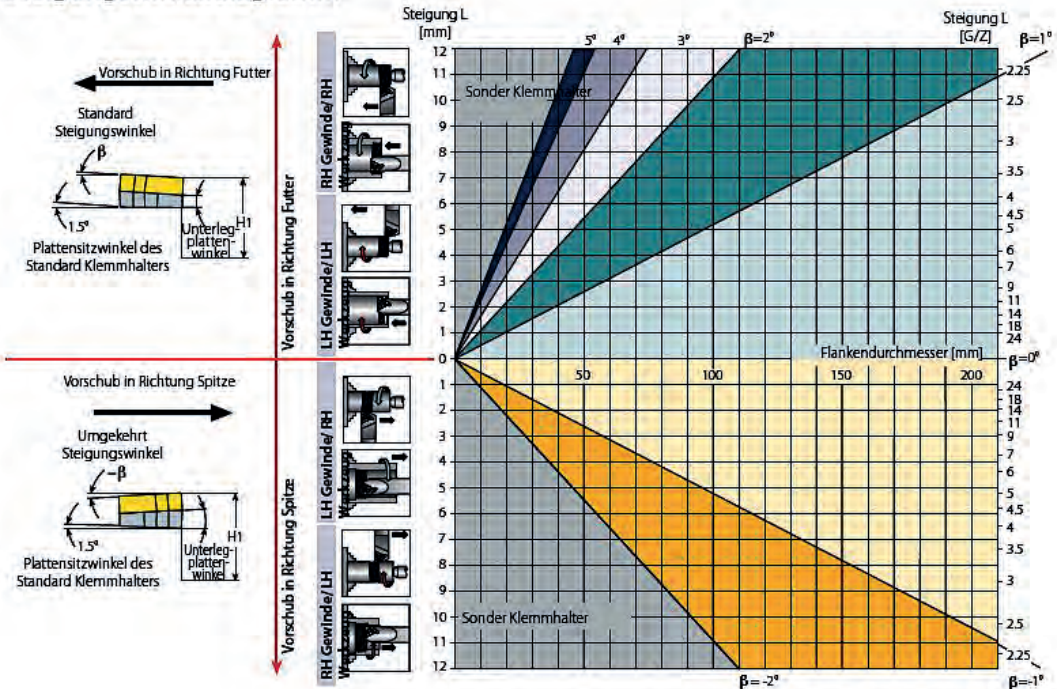 Steigung L
[mm]
Steigung L
[G/Z]
5°
4°
3°
β=2°
β=1°
Vorschub in Richtung Futter
Standard
Steigungswinkel
β
1.5°
H1
Unterleg-
platten-
winkel
Plattensitzwinkel des
Standard Klemmhalters
Vorschub in Richtung Futter
RH Gewinde/ RH
Werkzeug
LH Gewinde/ LH
Werkzeug
Sonder Klemmhalter
12
11
10
9
8
7
6
5
4
3
2
1
0
2.25
2.5
3
3.5
4
4.5
5
6
7
9
11
14
18
24
Flankendurchmesser [mm]
β=0°
50
100
150
200
Vorschub in Richtung Spitze
Umgekehrt
Steigungswinkel
–β
1.5°
H1
Unterleg-
platten-
winkel
Plattensitzwinkel des
Standard Klemmhalters
Vorschub in Richtung Spitze
LH Gewinde/ RH
Werkzeug
RH Gewinde/ LH
Werkzeug
1
2
3
4
5
6
7
8
9
10
11
12
24
18
14
11
9
7
6
5
4.5
4
3.5
3
2.5
2.25
Sonder Klemmhalter
β=-2°
β=-1°